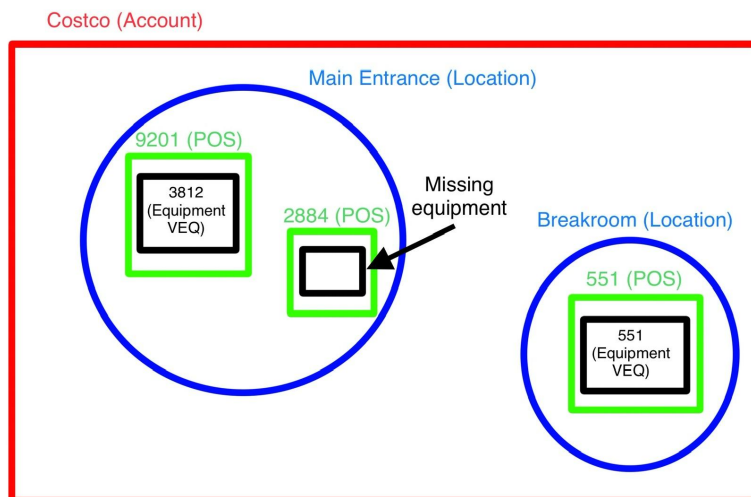 Costco (Account)
Main Entrance (Location)
9201 (POS)
3812
(Equipment
VEQ)
2884 (POS)
Missing
equipment
Breakroom (Location)
551 (POS)
551
(Equipment
VEQ)